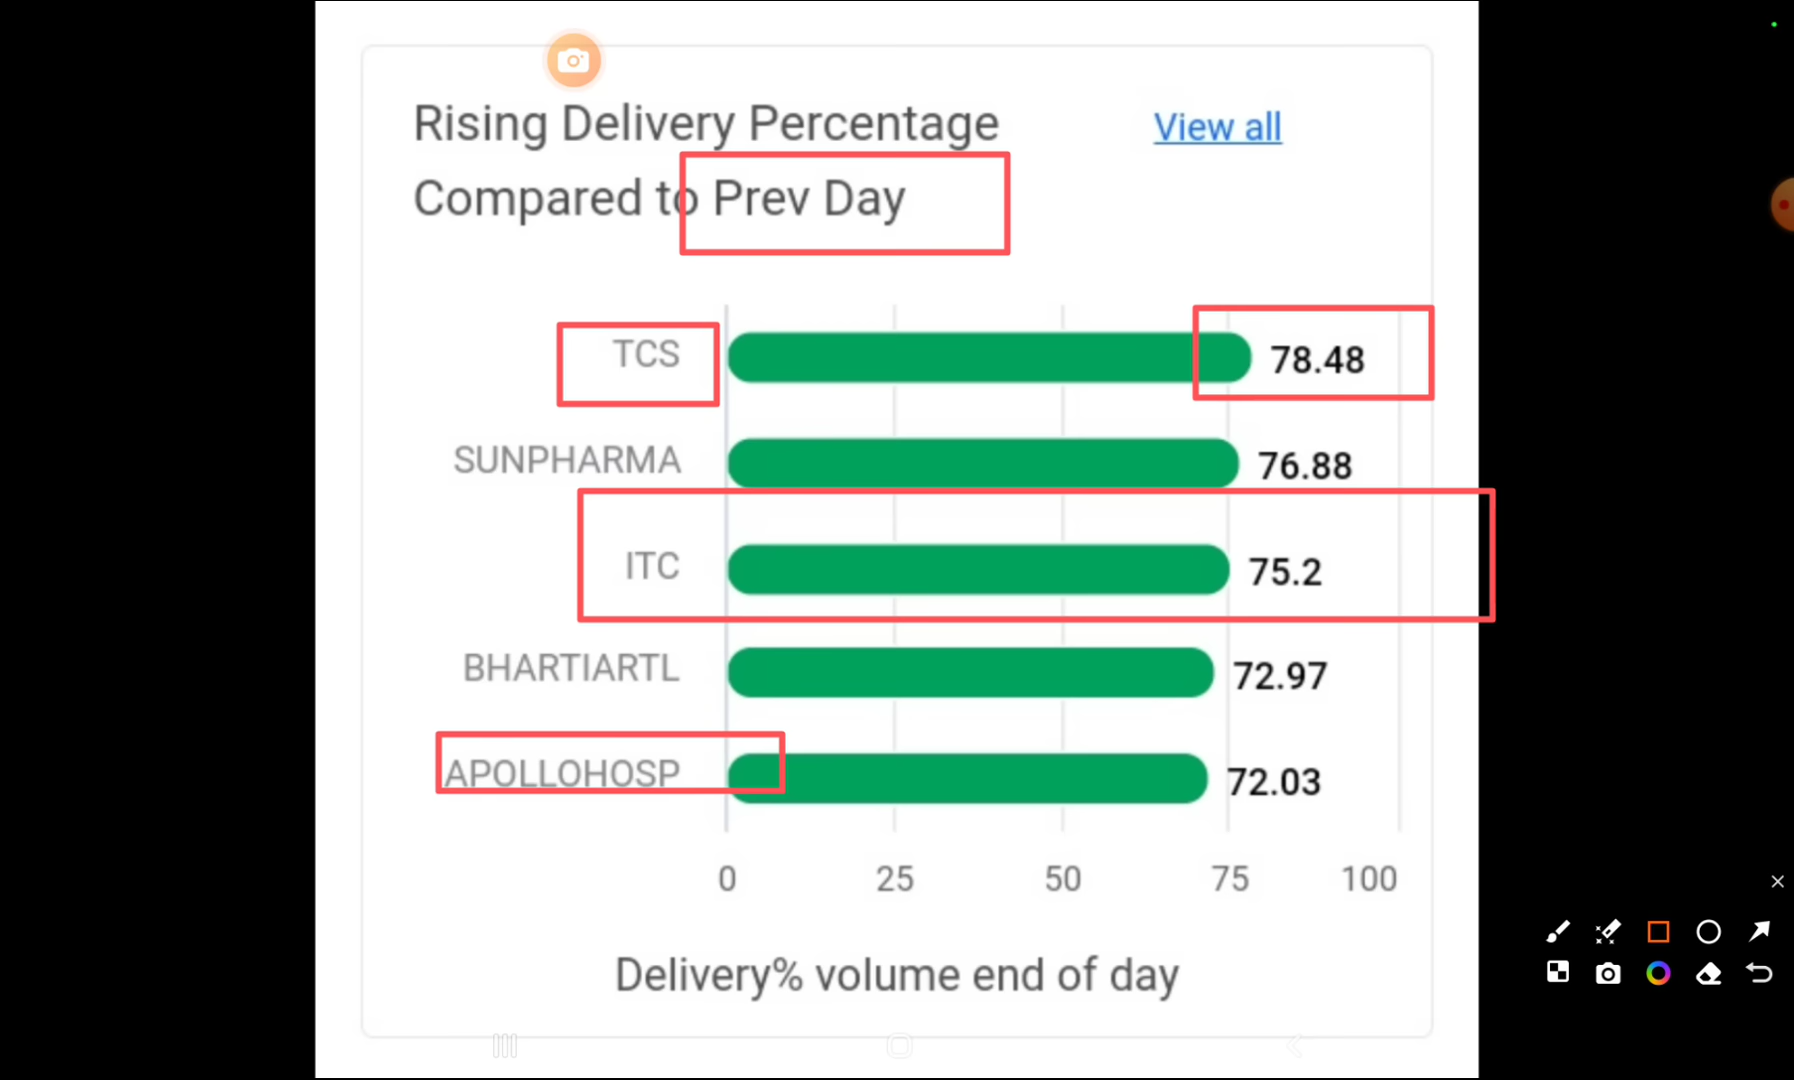 Rising Delivery Percentage
View all
Compared to Prev Day
TCS 78.48
SUNPHARMA 76.88
ITC 75.2
BHARTIARTL 72.97
APOLLOHOSP 72.03
0 25 50 75 100
Delivery% volume end of day